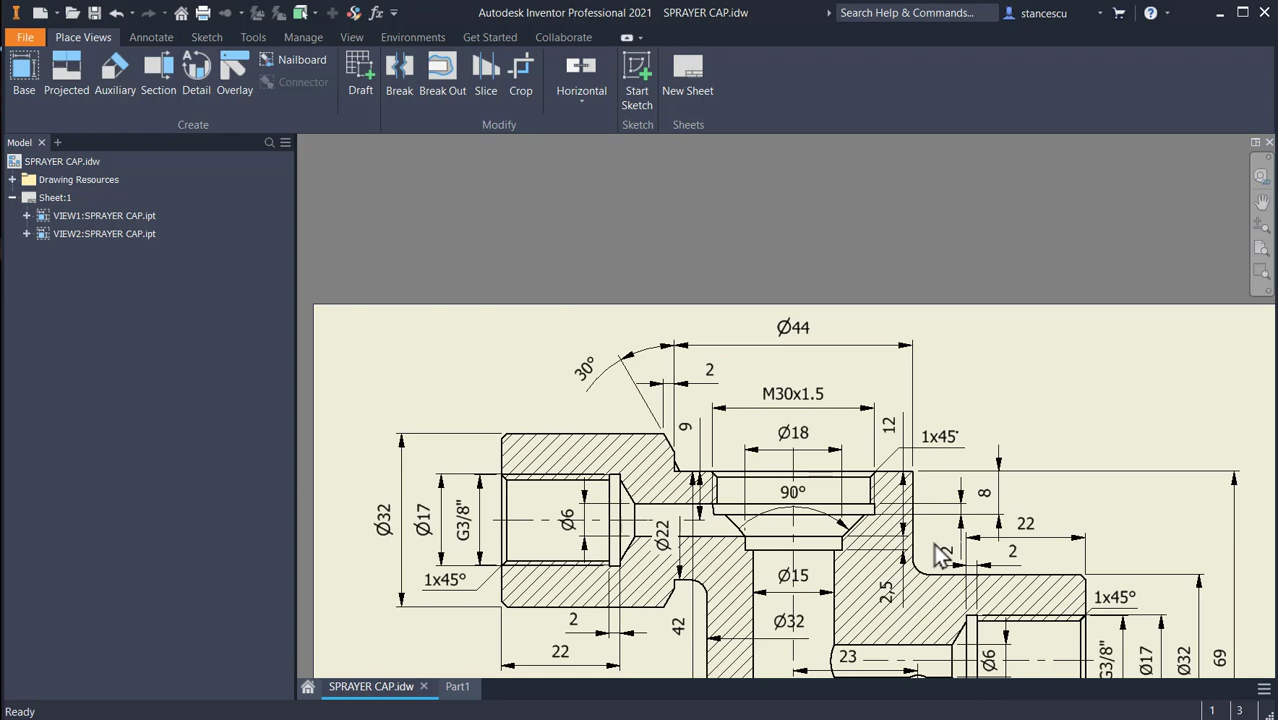 Autodesk Inventor Professional 2021 SPRAYER CAP.idw
Search Help & Commands...
stancescu
File
Place Views
Annotate
Sketch
Tools
Manage
View
Environments
Get Started
Collaborate
Base
Projected
Auxiliary
Section
Detail
Overlay
Nailboard
Connector
Draft
Break
Break Out
Slice
Crop
Horizontal
Start
Sketch
New Sheet
Create
Modify
Sketch
Sheets
Model
SPRAYER CAP.idw
Drawing Resources
Sheet:1
VIEW1:SPRAYER CAP.ipt
VIEW2:SPRAYER CAP.ipt
Ø44
30°
2
M30x1.5
9
12
Ø18
1x45°
90°
8
Ø32
Ø17
G3/8"
Ø6
Ø22
22
2
2
1x45°
Ø15
2,5
1x45°
2
42
Ø32
22
23
Ø6
G3/8"
Ø17
Ø32
69
SPRAYER CAP.idw
Part1
Ready
1 3